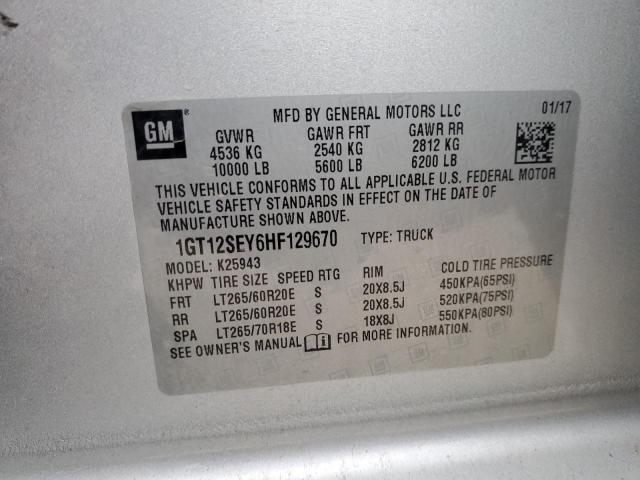 GM ®
MFD BY GENERAL MOTORS LLC 01/17
GVWR GAWR FRT GAWR RR
4536 KG 2540 KG 2812 KG
10000 LB 5600 LB 6200 LB
THIS VEHICLE CONFORMS TO ALL APPLICABLE U.S. FEDERAL MOTOR
VEHICLE SAFETY STANDARDS IN EFFECT ON THE DATE OF
MANUFACTURE SHOWN ABOVE.
1GT12SEY6HF129670 TYPE: TRUCK
MODEL: K25943
KHPW TIRE SIZE SPEED RTG RIM COLD TIRE PRESSURE
FRT LT265/60R20E S 20X8.5J 450KPA(65PSI)
RR LT265/60R20E S 20X8.5J 520KPA(75PSI)
SPA LT265/70R18E S 18X8J 550KPA(80PSI)
SEE OWNER'S MANUAL FOR MORE INFORMATION